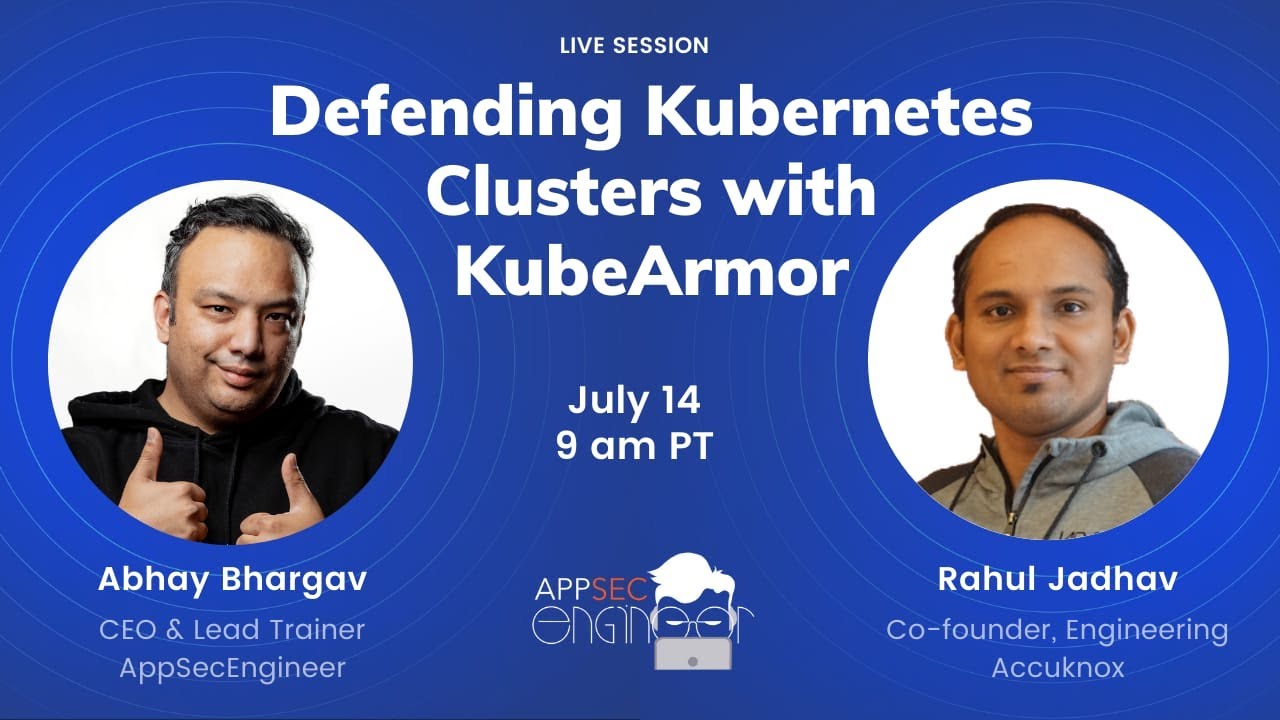 LIVE SESSION
Defending Kubernetes
Clusters with
KubeArmor
July 14
9 am PT
Abhay Bhargav
CEO & Lead Trainer
AppSecEngineer
APPSEC
engineer
Rahul Jadhav
Co-founder, Engineering
Accuknox